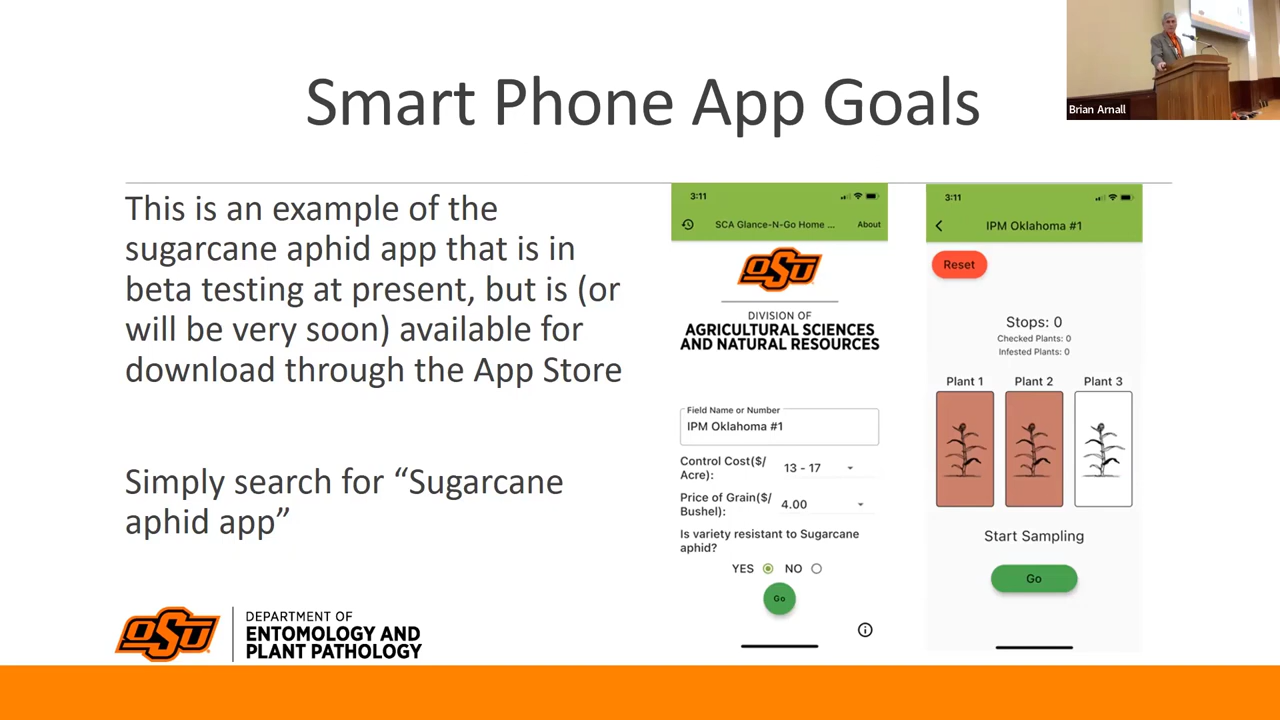 Smart Phone App Goals
Brian Arnall
This is an example of the
sugarcane aphid app that is in
beta testing at present, but is (or
will be very soon) available for
download through the App Store
Simply search for “Sugarcane
aphid app”
OSU
DEPARTMENT OF
ENTOMOLOGY AND
PLANT PATHOLOGY
3:11
SCA Glance-N-Go Home ...
About
OSU
DIVISION OF
AGRICULTURAL SCIENCES
AND NATURAL RESOURCES
Field Name or Number
IPM Oklahoma #1
Control Cost($/
Acre):
13 - 17
Price of Grain($/
Bushel):
4.00
Is variety resistant to Sugarcane
aphid?
YES NO
Go
3:11
IPM Oklahoma #1
Reset
Stops: 0
Checked Plants: 0
Infested Plants: 0
Plant 1 Plant 2 Plant 3
Start Sampling
Go